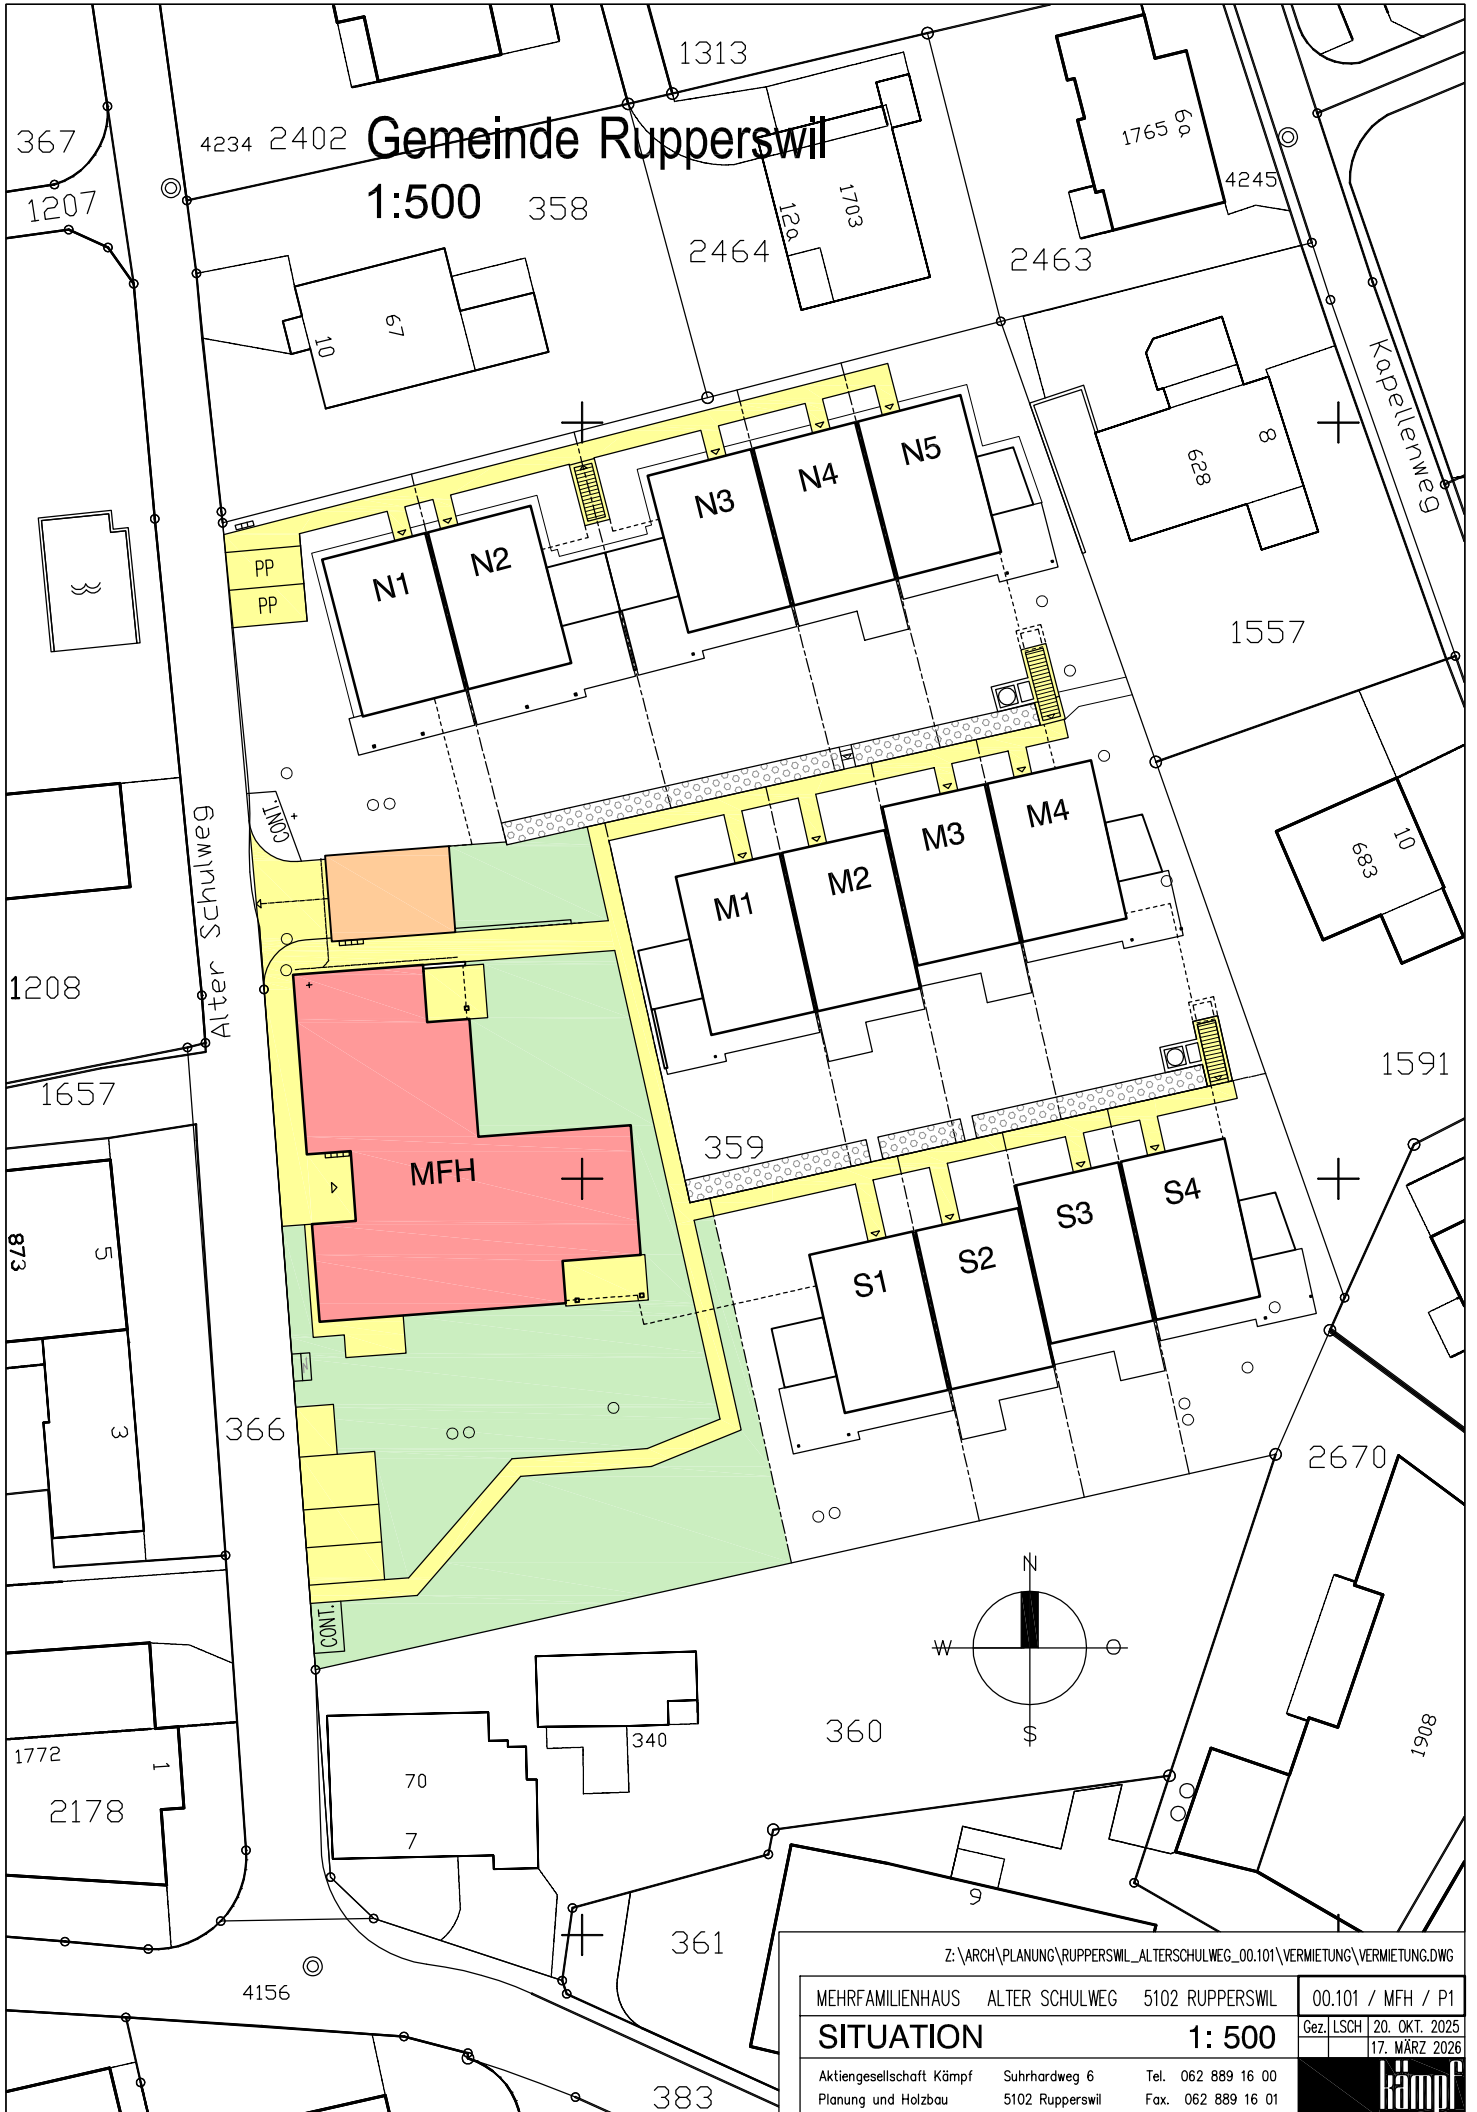 1313
367
4234 2402 Gemeinde Rupperswil
1765 6a
1207
1:500 358
4245
12a 1703
2464
2463
67
10
Kapellenweg
8
628
N5
N4
N3
N2
N1
PP
PP
1557
CONT.
M4
M3
M2
M1
10
683
Alter Schulweg
1208
1591
1657
359
MFH
S4
S3
S2
S1
873
5
3
366
2670
N
W O
S
CONT.
360
340
1908
1772 1
70
2178
7
9
361
4156
383
Z:\ARCH\PLANUNG\RUPPERSWIL_ALTERSCHULWEG_00.101\VERMIETUNG\VERMIETUNG.DWG
MEHRFAMILIENHAUS ALTER SCHULWEG 5102 RUPPERSWIL 00.101 / MFH / P1
SITUATION 1: 500
Gez. LSCH 20. OKT. 2025
17. MÄRZ 2026
Aktiengesellschaft Kämpf Suhrhardweg 6 Tel. 062 889 16 00
Planung und Holzbau 5102 Rupperswil Fax. 062 889 16 01
kämpf